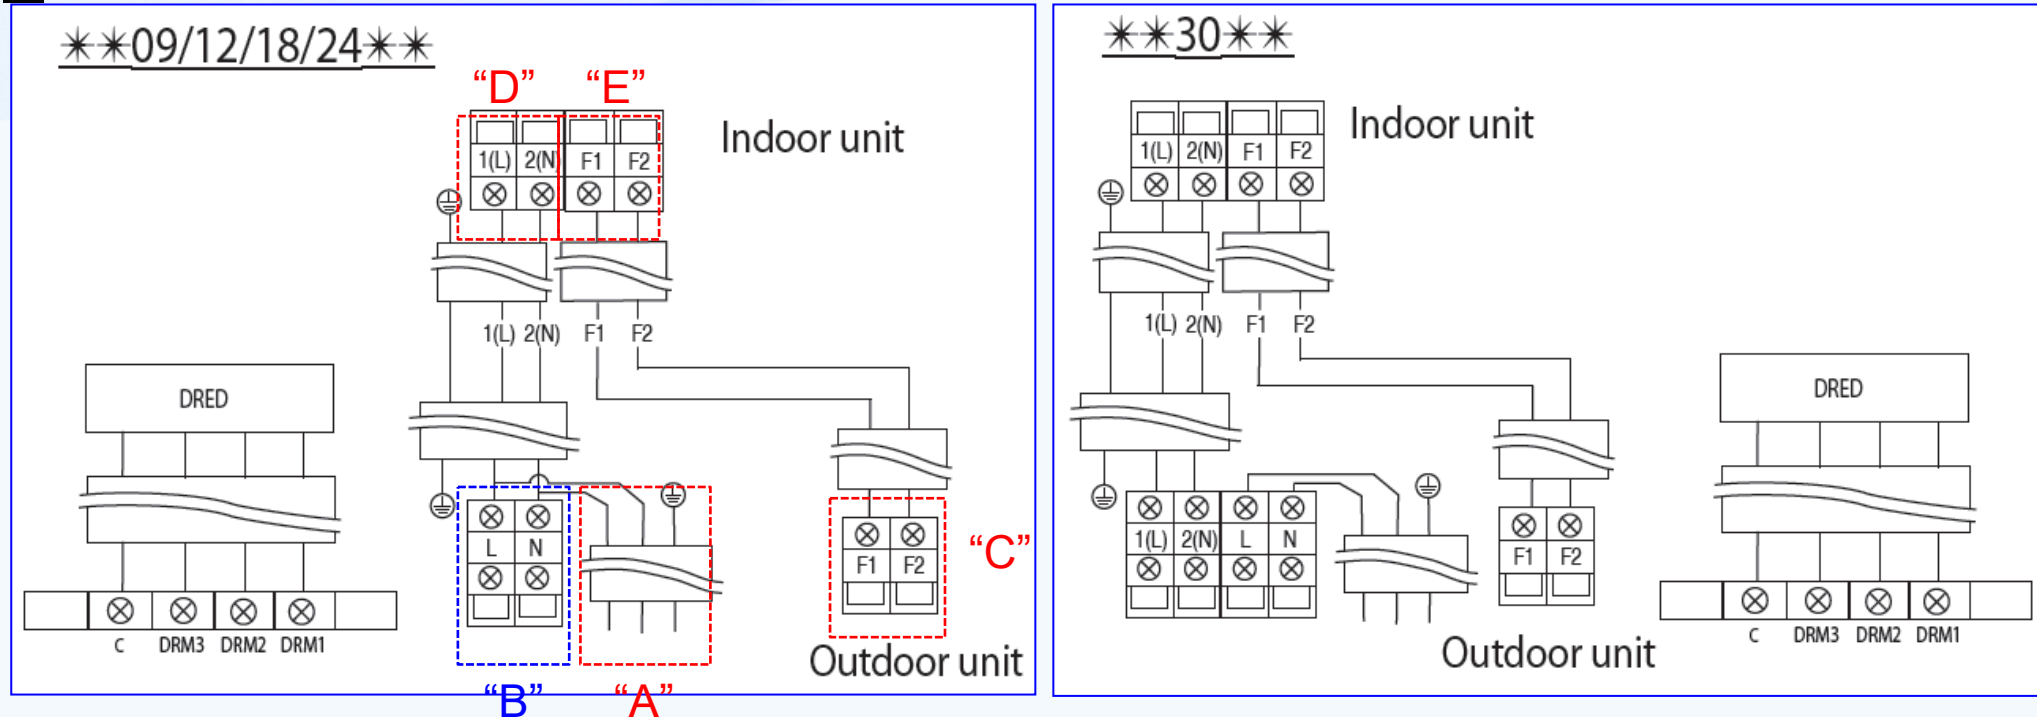 ✳✳09/12/18/24✳✳
“D” “E”
Indoor unit
1(L) 2(N) F1 F2
1(L) 2(N) F1 F2
DRED
L N
F1 F2
“C”
C DRM3 DRM2 DRM1
Outdoor unit
“B” “A”
✳✳30✳✳
Indoor unit
1(L) 2(N) F1 F2
1(L) 2(N) F1 F2
DRED
1(L) 2(N) L N
F1 F2
Outdoor unit
C DRM3 DRM2 DRM1